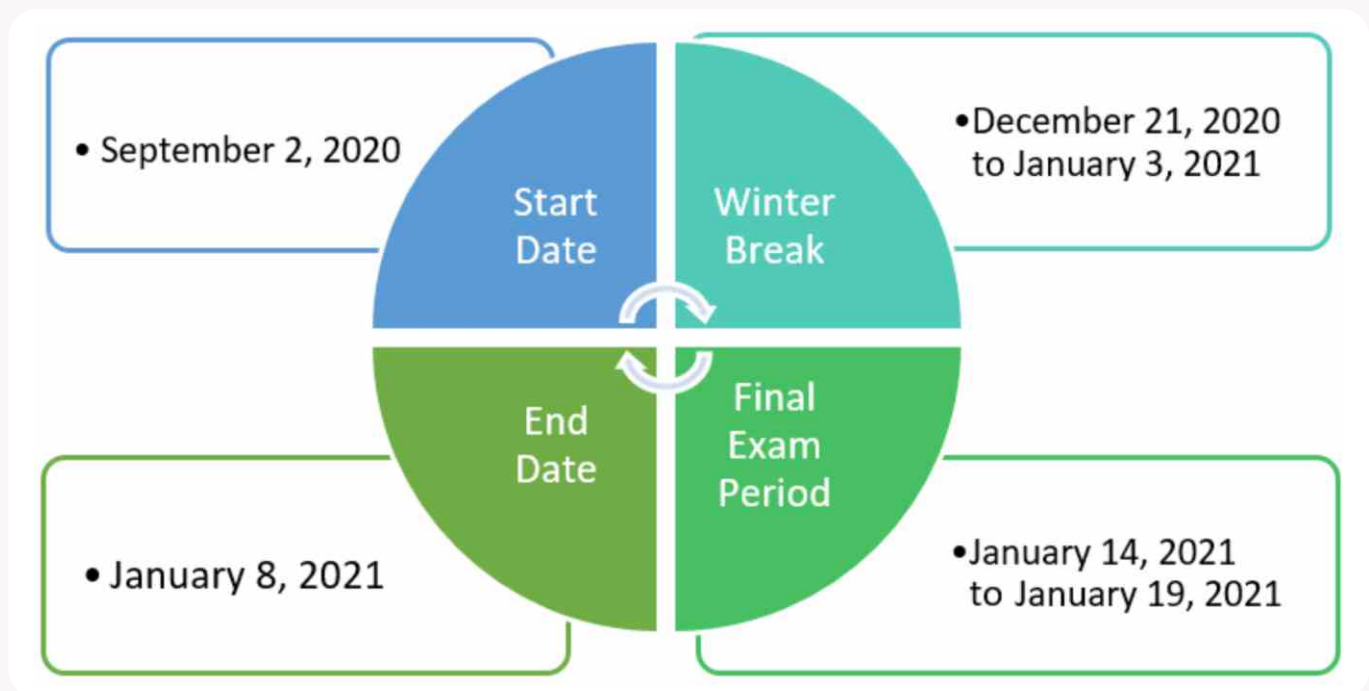 • September 2, 2020
Start
Date
Winter
Break
•December 21, 2020
to January 3, 2021
End
Date
• January 8, 2021
Final
Exam
Period
•January 14, 2021
to January 19, 2021